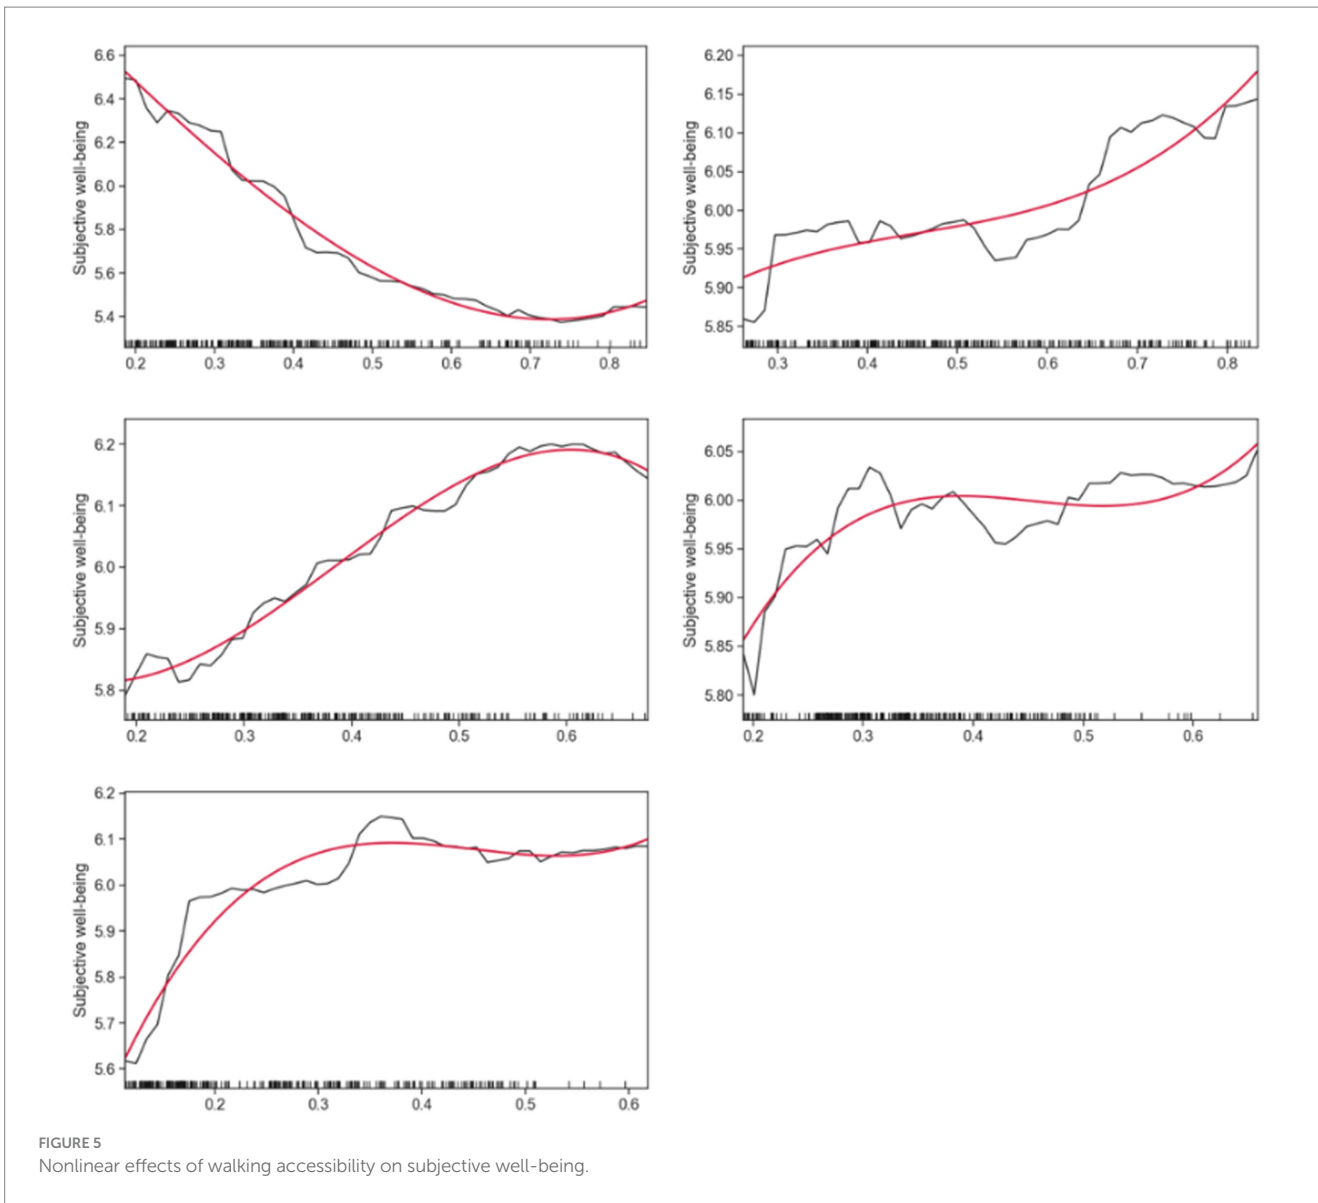 6.6
6.4
6.2
6.0
5.8
5.6
5.4
Subjective well-being
0.2 0.3 0.4 0.5 0.6 0.7 0.8
6.20
6.15
6.10
6.05
6.00
5.95
5.90
5.85
Subjective well-being
0.3 0.4 0.5 0.6 0.7 0.8
6.2
6.1
6.0
5.9
5.8
Subjective well-being
0.2 0.3 0.4 0.5 0.6
6.05
6.00
5.95
5.90
5.85
5.80
Subjective well-being
0.2 0.3 0.4 0.5 0.6
6.2
6.1
6.0
5.9
5.8
5.7
5.6
Subjective well-being
0.2 0.3 0.4 0.5 0.6
FIGURE 5
Nonlinear effects of walking accessibility on subjective well-being.